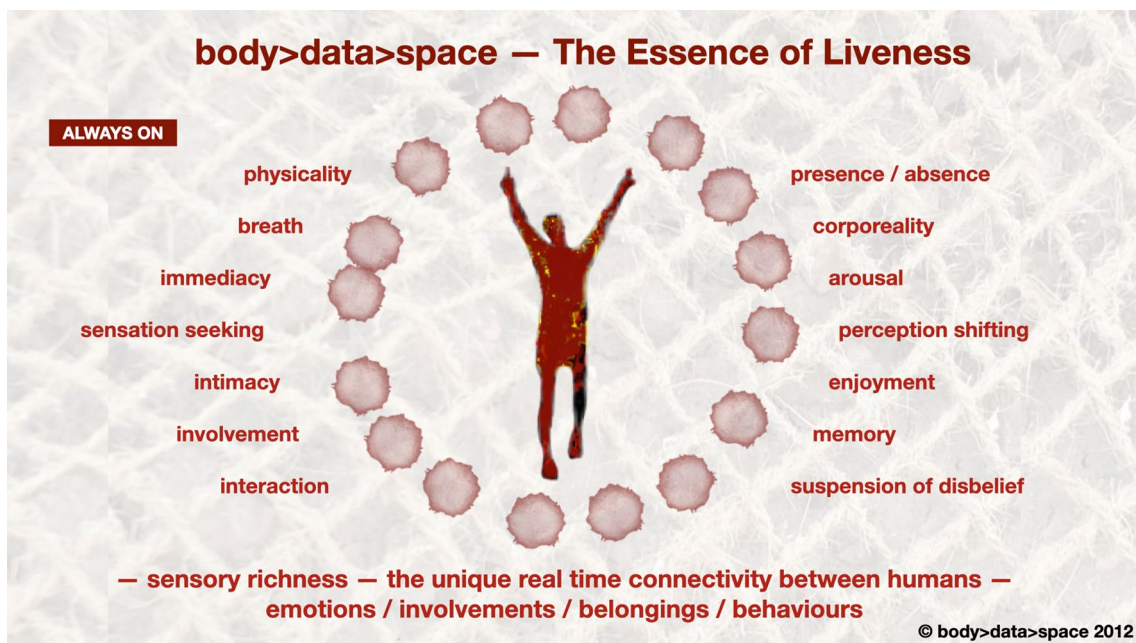 body>data>space — The Essence of Liveness
ALWAYS ON
physicality
breath
immediacy
sensation seeking
intimacy
involvement
interaction
presence / absence
corporeality
arousal
perception shifting
enjoyment
memory
suspension of disbelief
— sensory richness — the unique real time connectivity between humans —
emotions / involvements / belongings / behaviours
© body>data>space 2012